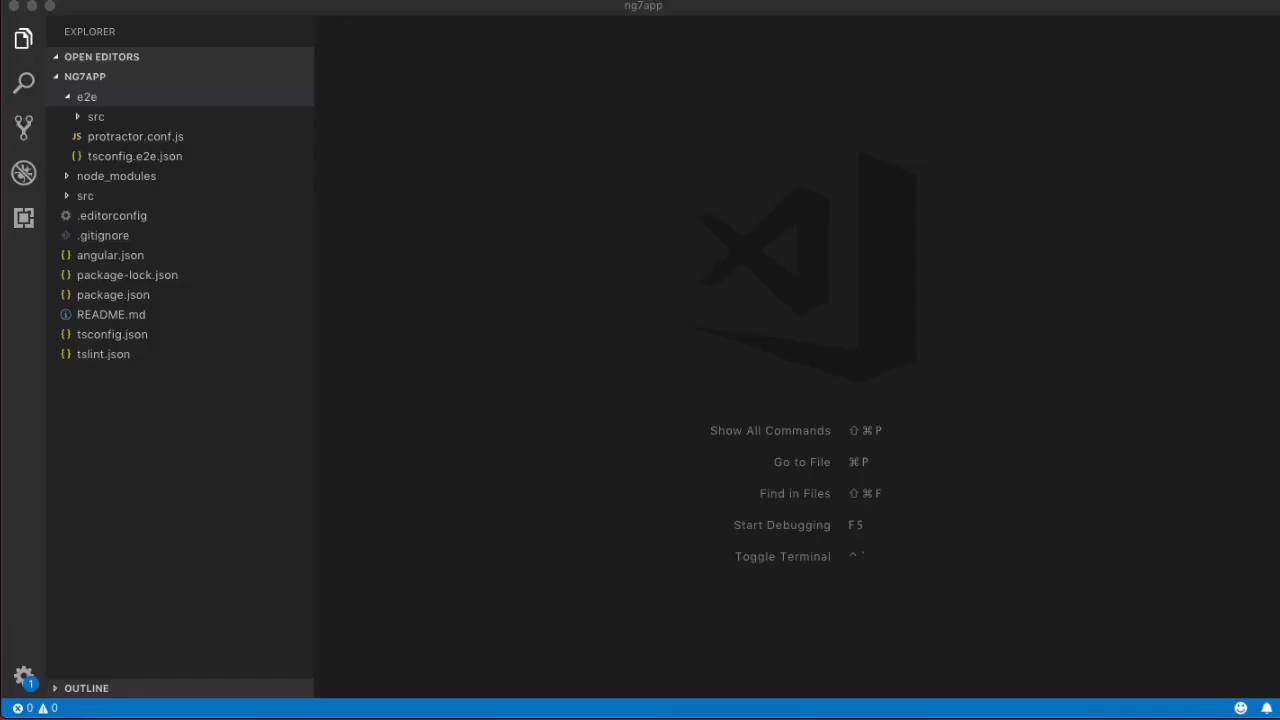 ng7app
EXPLORER
OPEN EDITORS
NG7APP
e2e
src
JS protractor.conf.js
{} tsconfig.e2e.json
node_modules
src
.editorconfig
.gitignore
{} angular.json
{} package-lock.json
{} package.json
README.md
{} tsconfig.json
{} tslint.json
Show All Commands ⇧⌘P
Go to File ⌘P
Find in Files ⇧⌘F
Start Debugging F5
Toggle Terminal ⌃`
1
OUTLINE
0 0